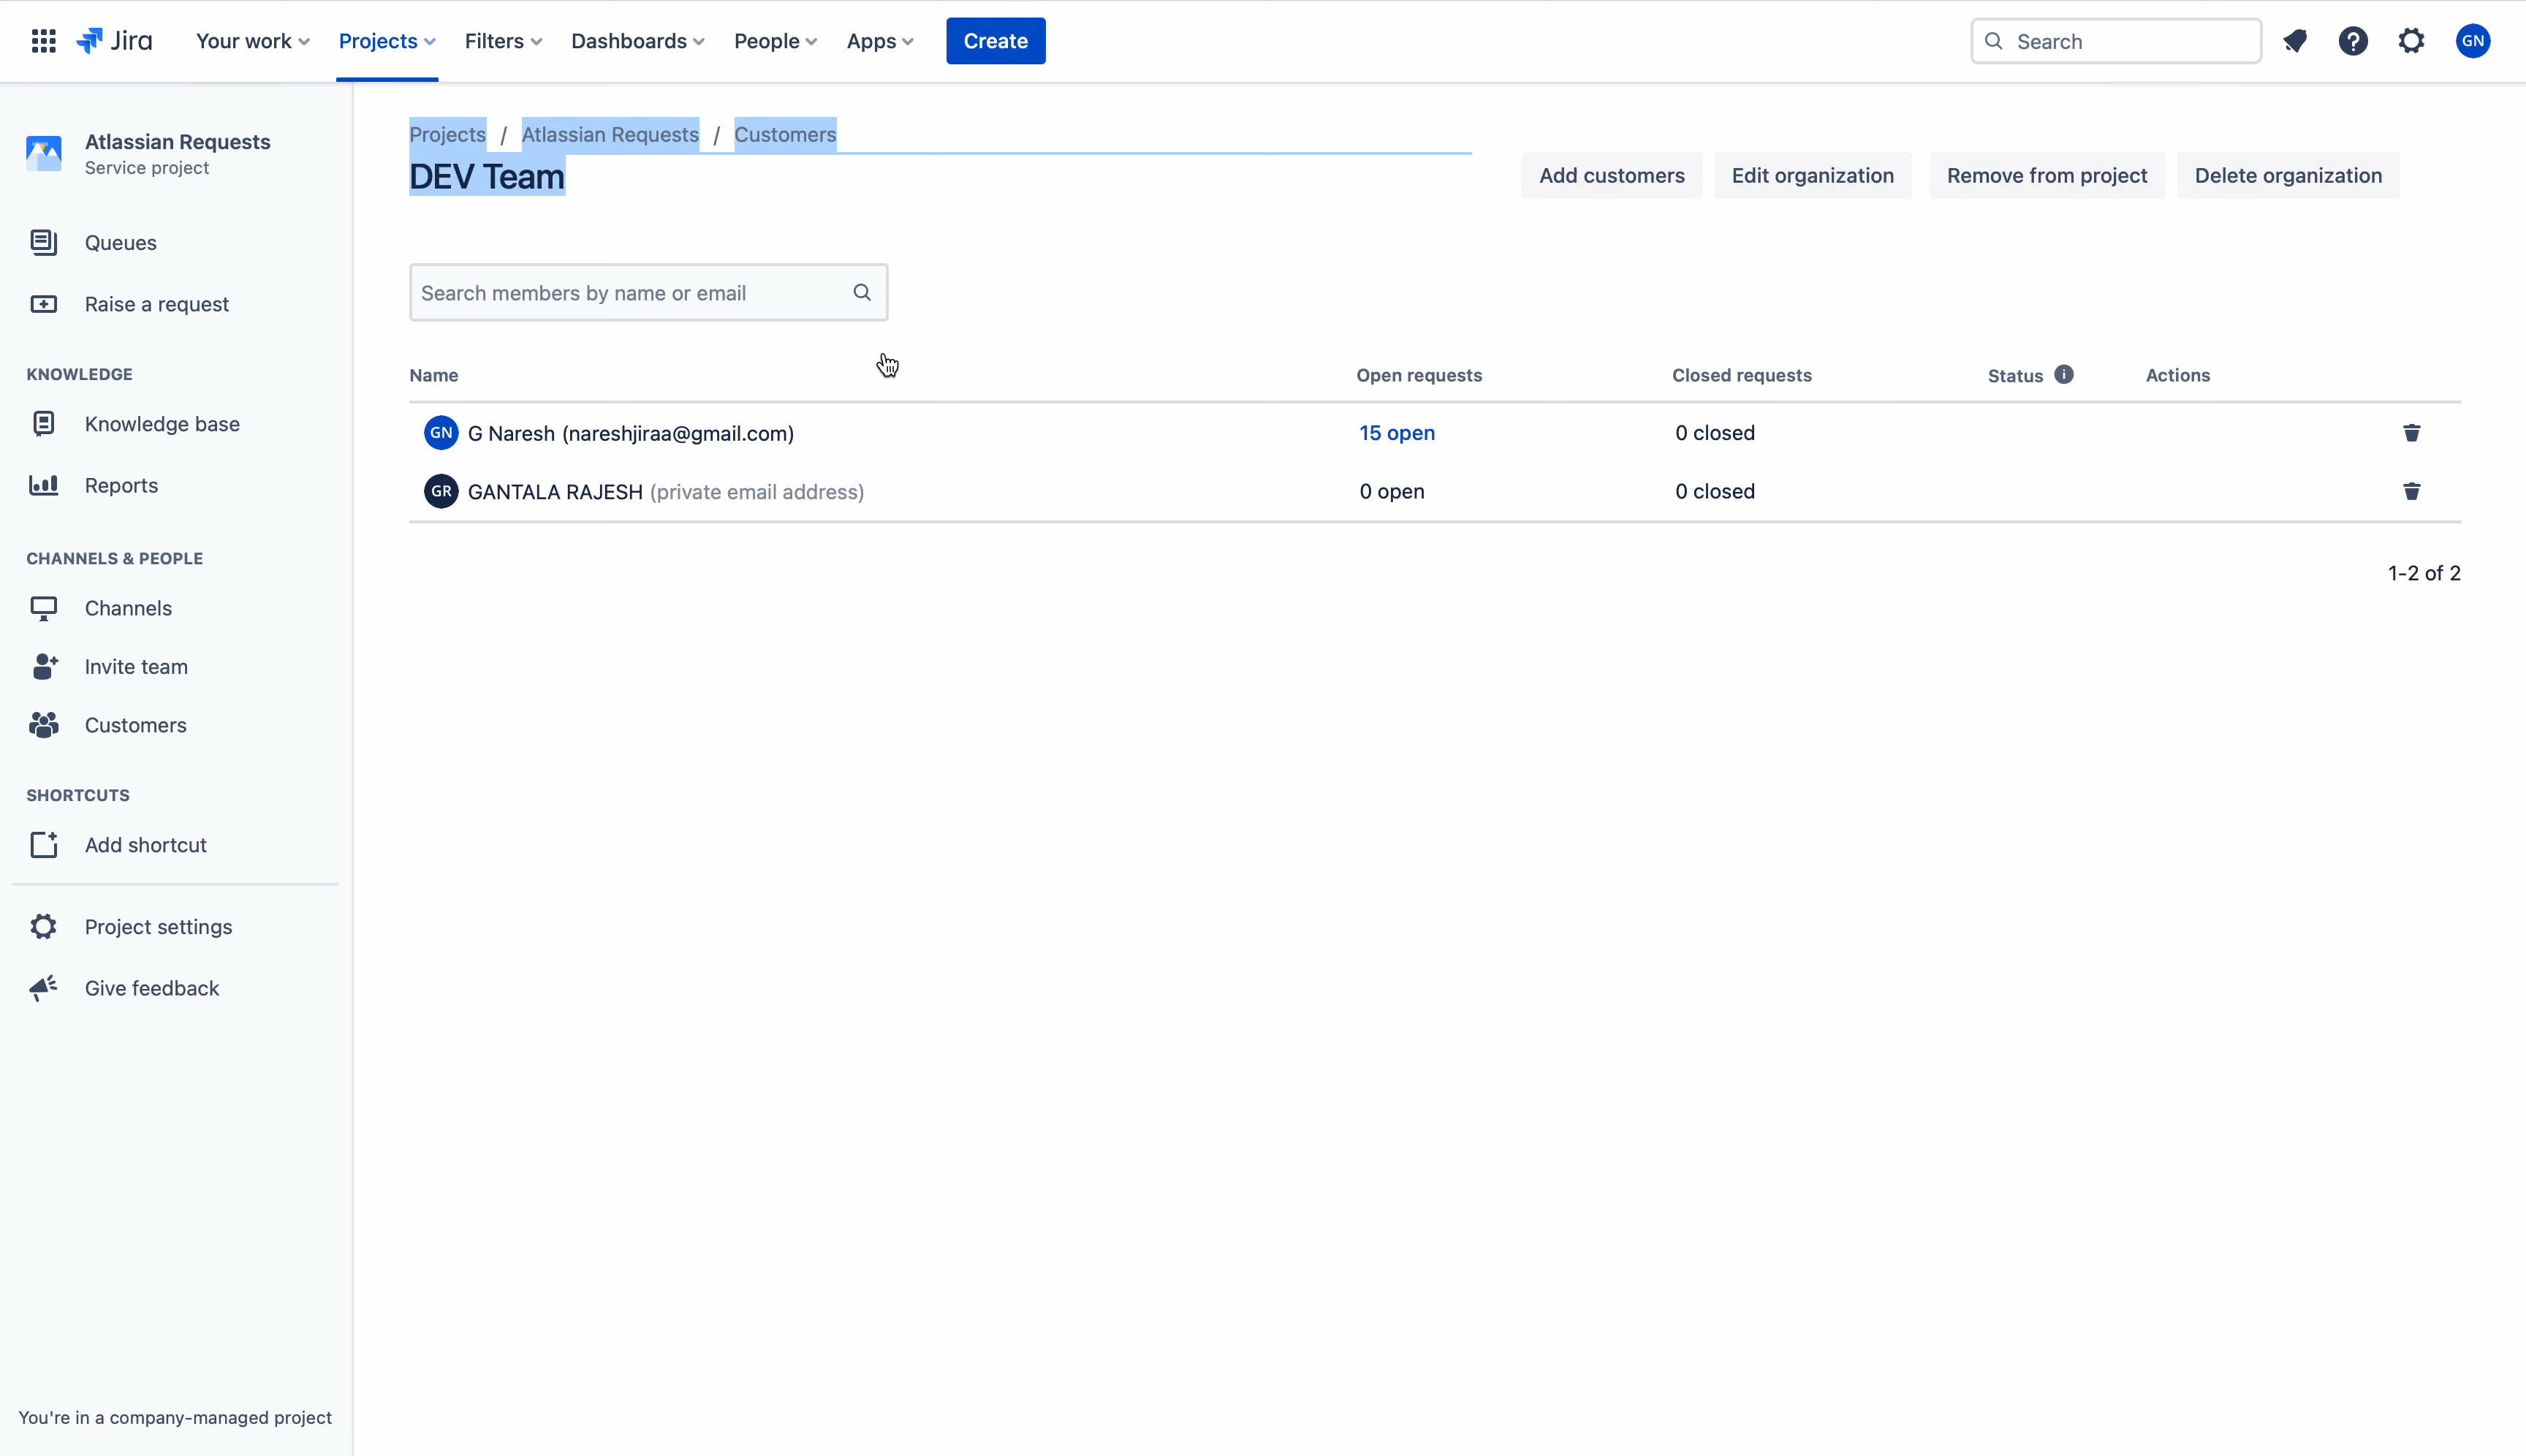 Jira Your work Projects Filters Dashboards People Apps Create Search GN
Atlassian Requests
Service project
Queues
Raise a request
KNOWLEDGE
Knowledge base
Reports
CHANNELS & PEOPLE
Channels
Invite team
Customers
SHORTCUTS
Add shortcut
Project settings
Give feedback
You're in a company-managed project
Projects / Atlassian Requests / Customers
DEV Team
Add customers Edit organization Remove from project Delete organization
Search members by name or email
Name Open requests Closed requests Status Actions
GN G Naresh (nareshjiraa@gmail.com) 15 open 0 closed
GR GANTALA RAJESH (private email address) 0 open 0 closed
1-2 of 2